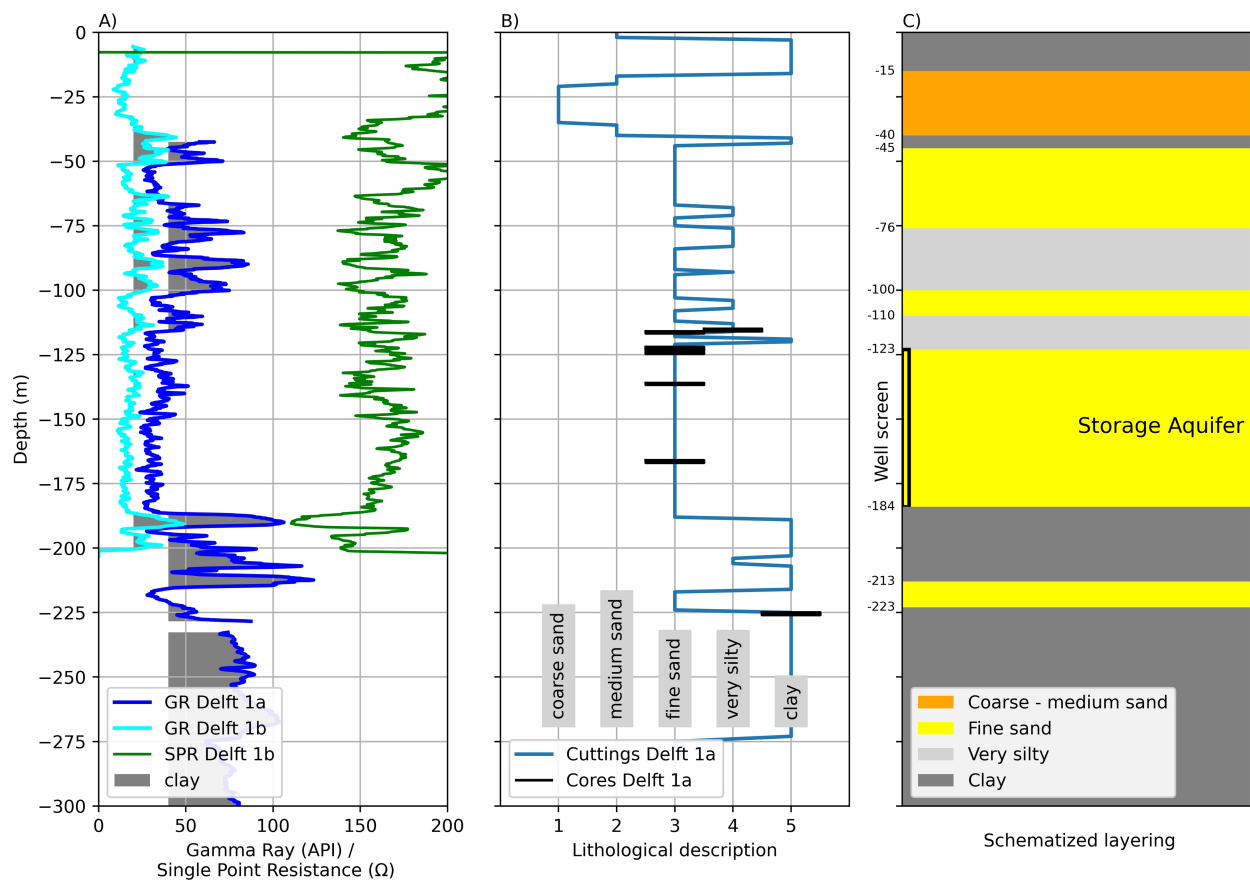 A)
0
−25
−50
−75
−100
−125
−150
−175
−200
−225
−250
−275
−300
Depth (m)
GR Delft 1a
GR Delft 1b
SPR Delft 1b
clay
0
50
100
150
200
Gamma Ray (API) /
Single Point Resistance (Ω)
B)
coarse sand
medium sand
fine sand
very silty
clay
Cuttings Delft 1a
Cores Delft 1a
1
2
3
4
5
Lithological description
C)
-15
-40
-45
-76
-100
-110
-123
-184
-213
-223
Well screen
Storage Aquifer
Coarse - medium sand
Fine sand
Very silty
Clay
Schematized layering